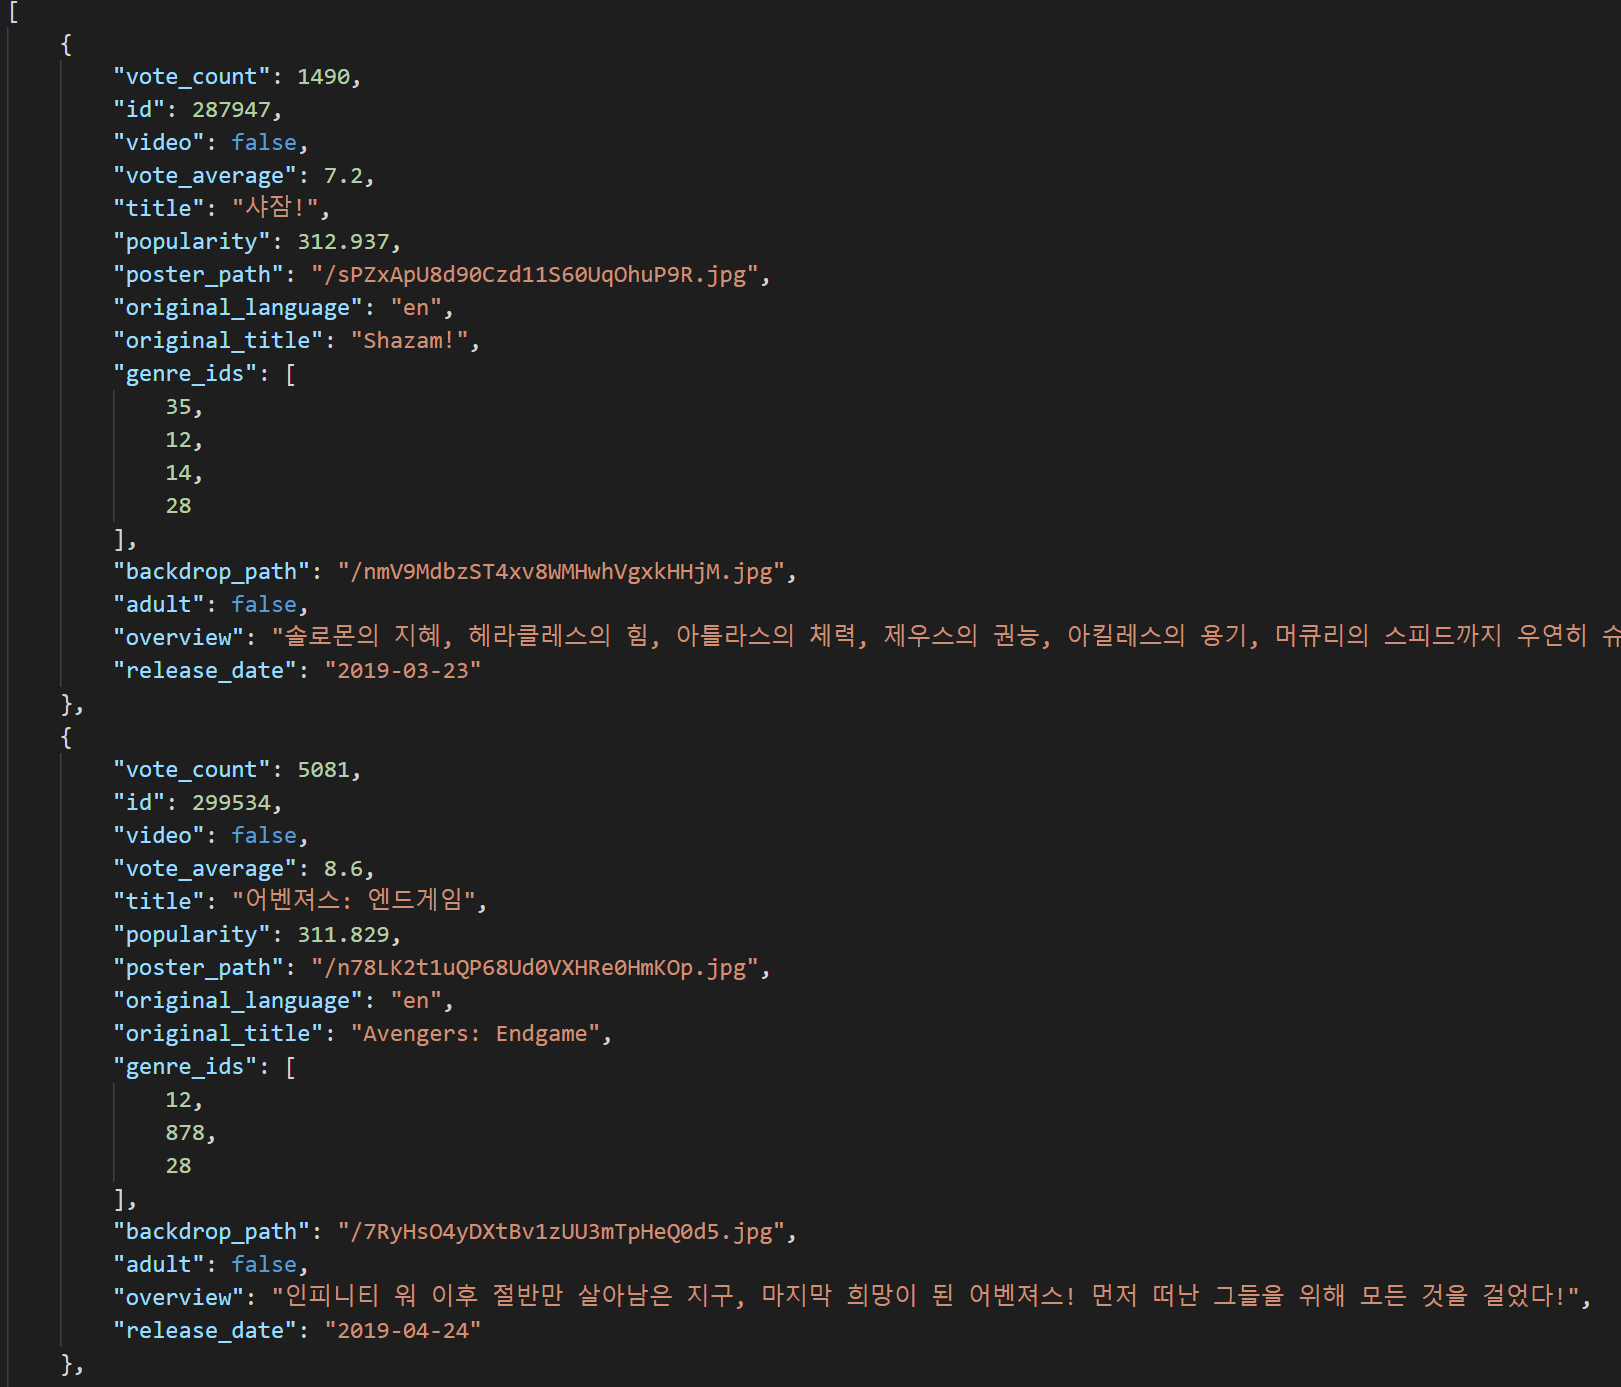 [
{
"vote_count": 1490,
"id": 287947,
"video": false,
"vote_average": 7.2,
"title": "샤잠!",
"popularity": 312.937,
"poster_path": "/sPZxApU8d90Czd11S60UqOhuP9R.jpg",
"original_language": "en",
"original_title": "Shazam!",
"genre_ids": [
35,
12,
14,
28
],
"backdrop_path": "/nmV9MdbzST4xv8WMHwhVgxkHHjM.jpg",
"adult": false,
"overview": "솔로몬의 지혜, 헤라클레스의 힘, 아틀라스의 체력, 제우스의 권능, 아킬레스의 용기, 머큐리의 스피드까지 우연히 슈
"release_date": "2019-03-23"
},
{
"vote_count": 5081,
"id": 299534,
"video": false,
"vote_average": 8.6,
"title": "어벤져스: 엔드게임",
"popularity": 311.829,
"poster_path": "/n78LK2t1uQP68Ud0VXHRe0HmKOp.jpg",
"original_language": "en",
"original_title": "Avengers: Endgame",
"genre_ids": [
12,
878,
28
],
"backdrop_path": "/7RyHsO4yDXtBv1zUU3mTpHeQ0d5.jpg",
"adult": false,
"overview": "인피니티 워 이후 절반만 살아남은 지구, 마지막 희망이 된 어벤져스! 먼저 떠난 그들을 위해 모든 것을 걸었다!",
"release_date": "2019-04-24"
},